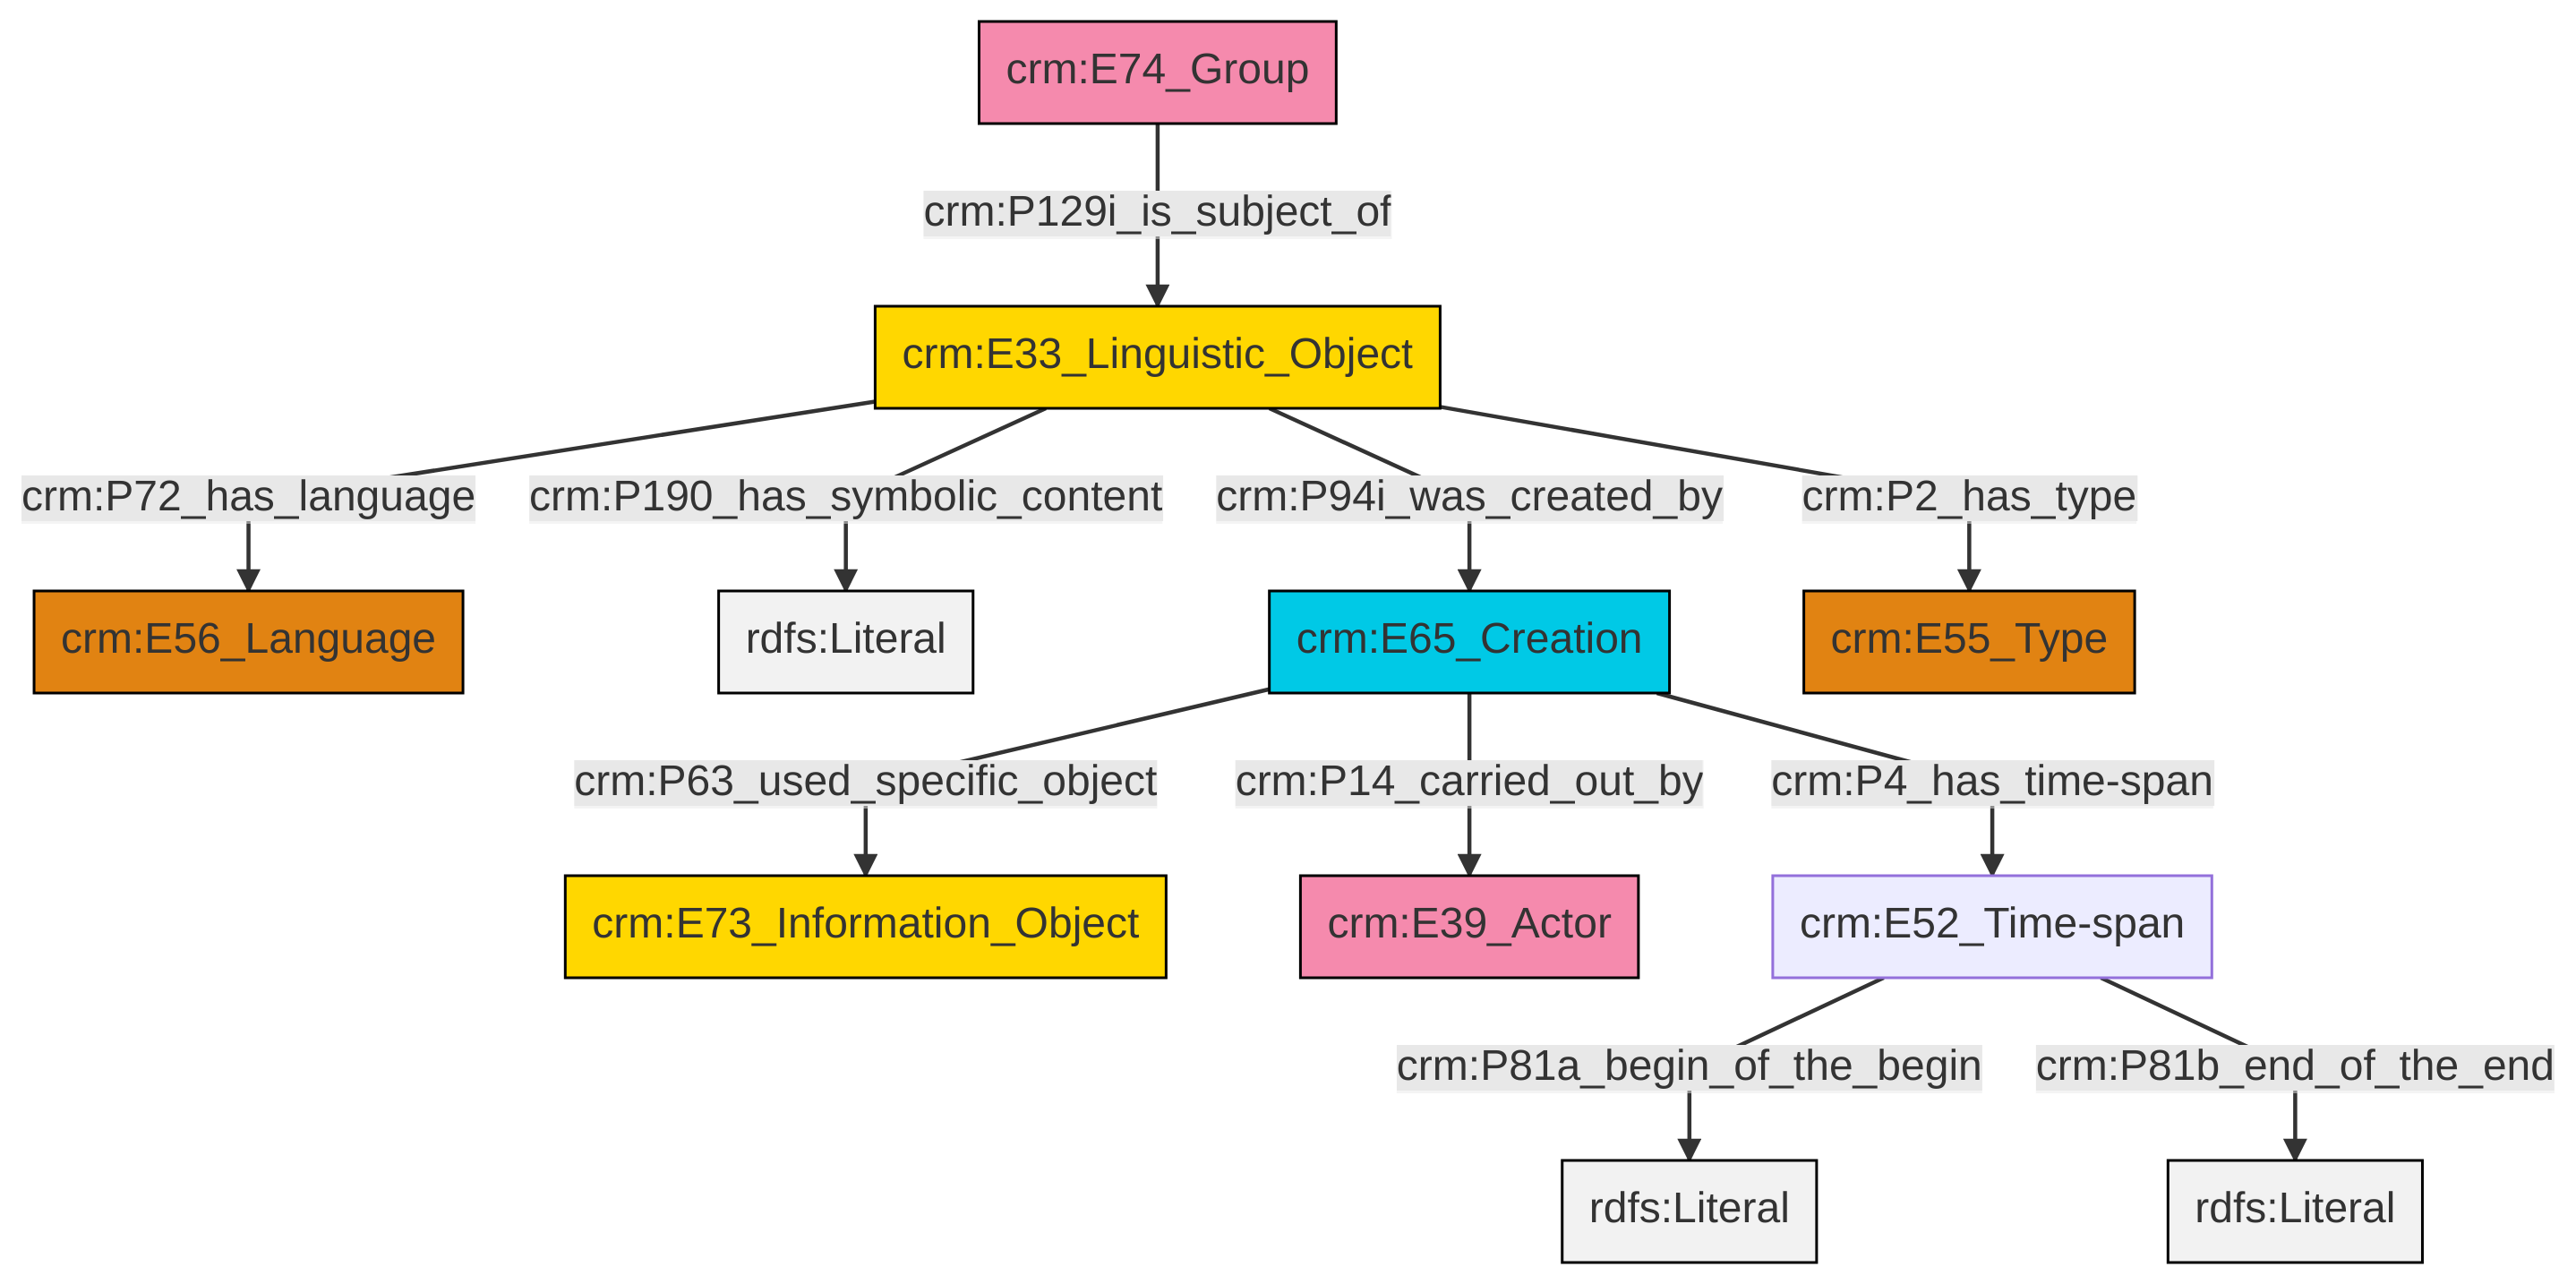 crm:E74_Group
crm:P129i_is_subject_of
crm:E33_Linguistic_Object
crm:P72_has_language
crm:P190_has_symbolic_content
crm:P94i_was_created_by
crm:P2_has_type
crm:E56_Language
rdfs:Literal
crm:E65_Creation
crm:E55_Type
crm:P63_used_specific_object
crm:P14_carried_out_by
crm:P4_has_time-span
crm:E73_Information_Object
crm:E39_Actor
crm:E52_Time-span
crm:P81a_begin_of_the_begin
crm:P81b_end_of_the_end
rdfs:Literal
rdfs:Literal